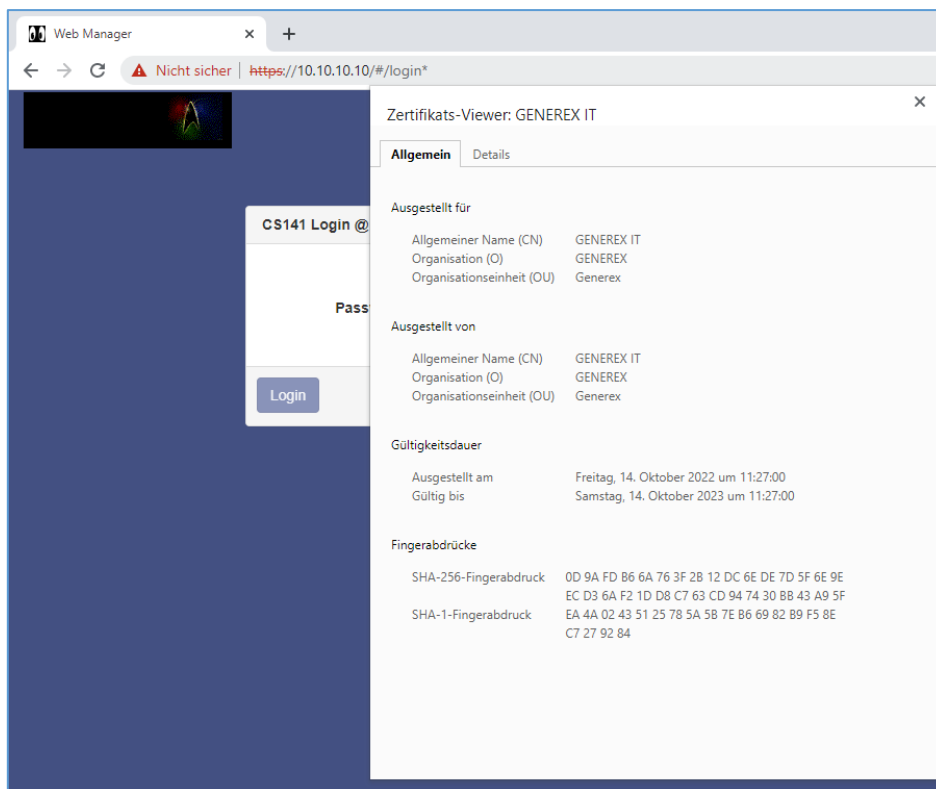 Web Manager
Nicht sicher https://10.10.10.10/#/login*
Zertifikats-Viewer: GENEREX IT
Allgemein Details
CS141 Login @
Pass
Login
Ausgestellt für
Allgemeiner Name (CN) GENEREX IT
Organisation (O) GENEREX
Organisationseinheit (OU) Generex
Ausgestellt von
Allgemeiner Name (CN) GENEREX IT
Organisation (O) GENEREX
Organisationseinheit (OU) Generex
Gültigkeitsdauer
Ausgestellt am Freitag, 14. Oktober 2022 um 11:27:00
Gültig bis Samstag, 14. Oktober 2023 um 11:27:00
Fingerabdrücke
SHA-256-Fingerabdruck 0D 9A FD B6 6A 76 3F 2B 12 DC 6E DE 7D 5F 6E 9E
EC D3 6A F2 1D D8 C7 63 CD 94 74 30 BB 43 A9 5F
SHA-1-Fingerabdruck EA 4A 02 43 51 25 78 5A 5B 7E B6 69 82 B9 F5 8E
C7 27 92 84